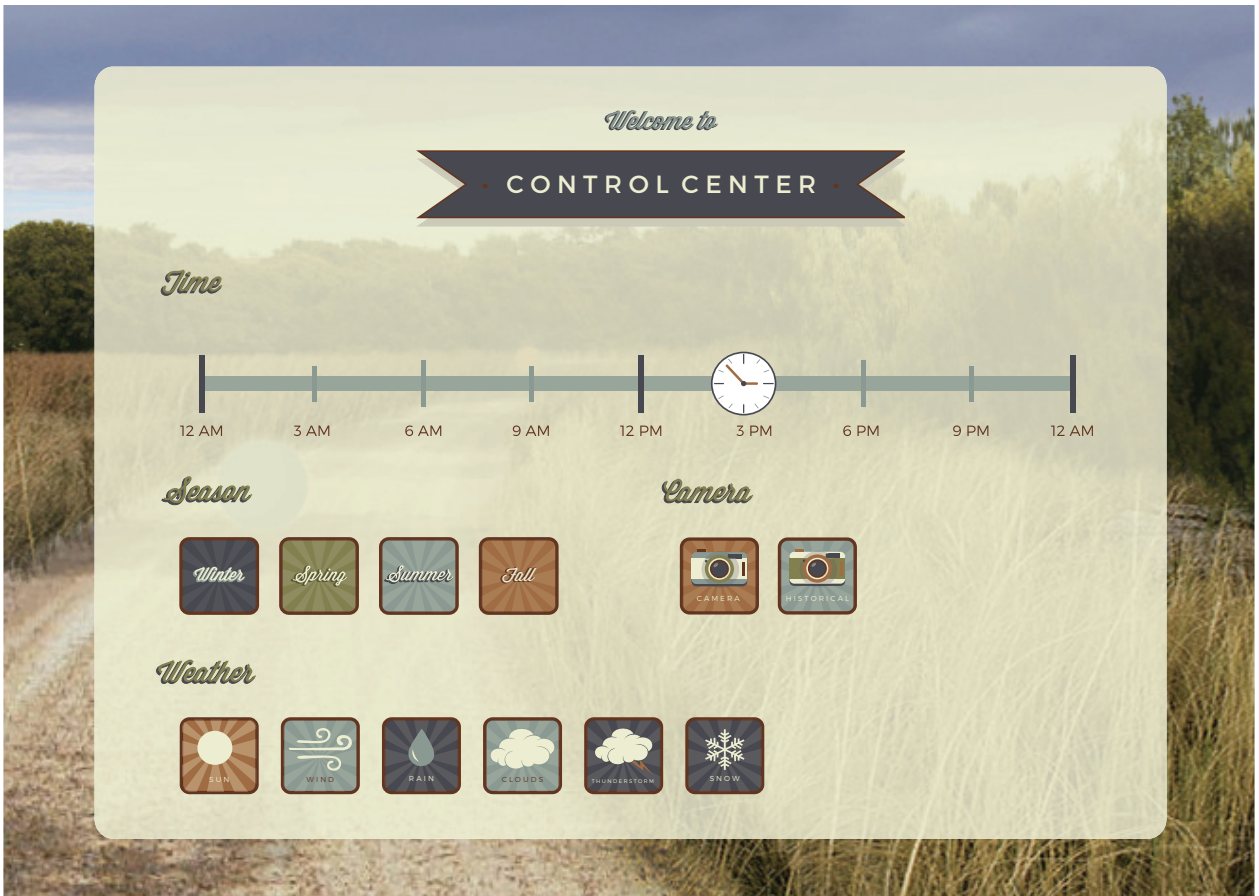 Welcome to
CONTROL CENTER
Time
12 AM 3 AM 6 AM 9 AM 12 PM 3 PM 6 PM 9 PM 12 AM
Season
Camera
Winter Spring Summer Fall
CAMERA HISTORICAL
Weather
SUN WIND RAIN CLOUDS THUNDERSTORM SNOW